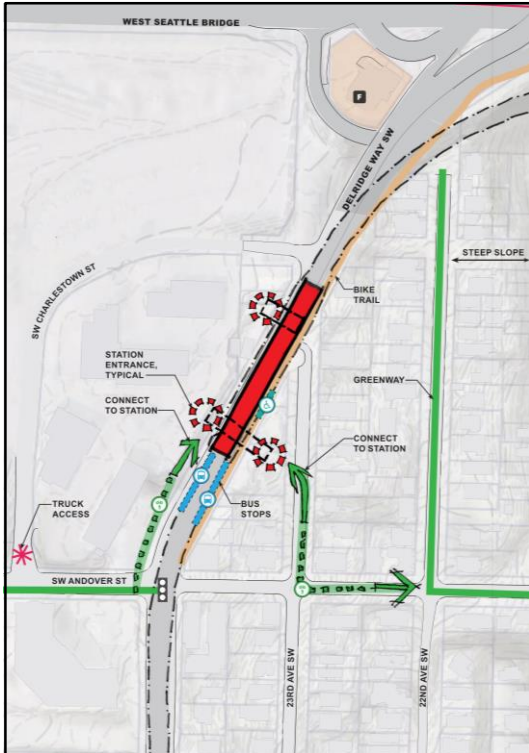 WEST SEATTLE BRIDGE
F
DELRIDGE WAY SW
STEEP SLOPE
SW CHARLESTOWN ST
BIKE
TRAIL
STATION
ENTRANCE,
TYPICAL
GREENWAY
CONNECT
TO STATION
CONNECT
TO STATION
BUS
STOPS
TRUCK
ACCESS
SW ANDOVER ST
23RD AVE SW
22ND AVE SW